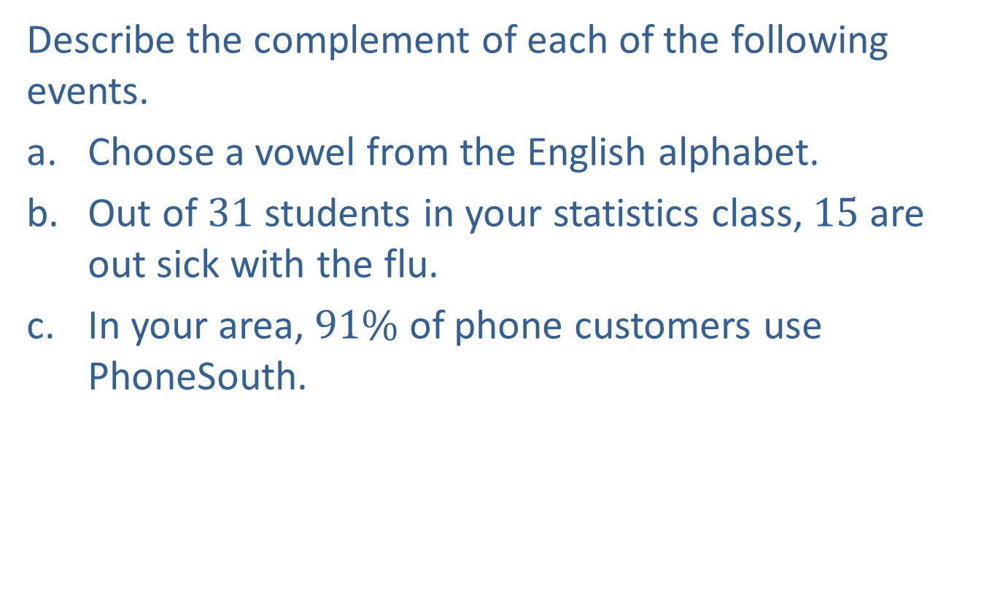 Describe the complement of each of the following
events.
a. Choose a vowel from the English alphabet.
b. Out of 31 students in your statistics class, 15 are
out sick with the flu.
c. In your area, 91% of phone customers use
PhoneSouth.